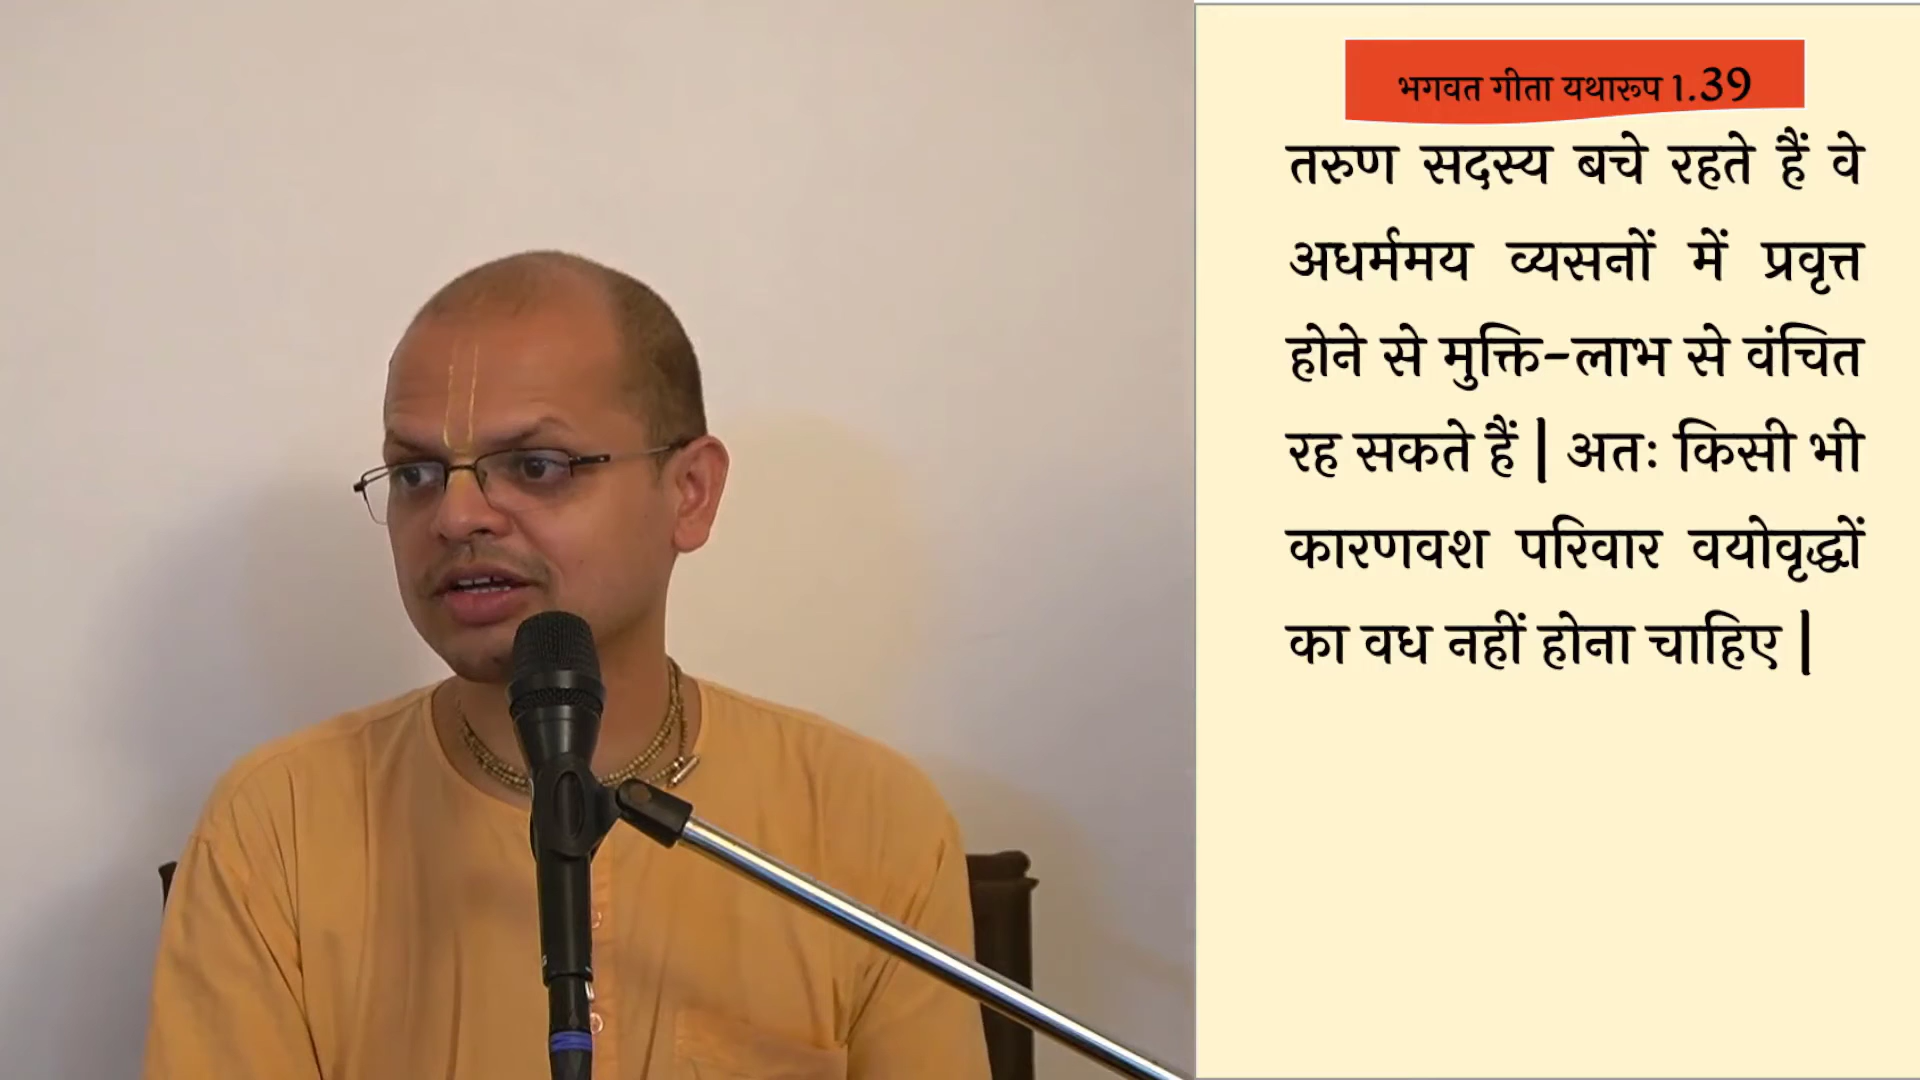 भगवत गीता यथारूप 1.39
तरुण सदस्य बचे रहते हैं वे
अधर्ममय व्यसनों में प्रवृत्त
होने से मुक्ति-लाभ से वंचित
रह सकते हैं | अतः किसी भी
कारणवश परिवार वयोवृद्धों
का वध नहीं होना चाहिए |